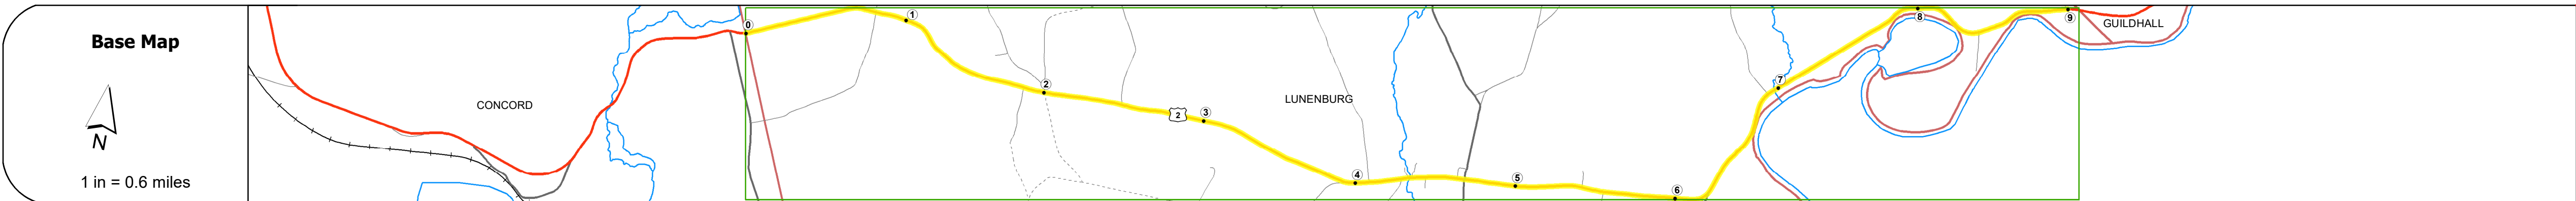 Base Map
N
1 in = 0.6 miles
CONCORD
0
1
2
2
3
LUNENBURG
4
5
6
7
8
9
GUILDHALL